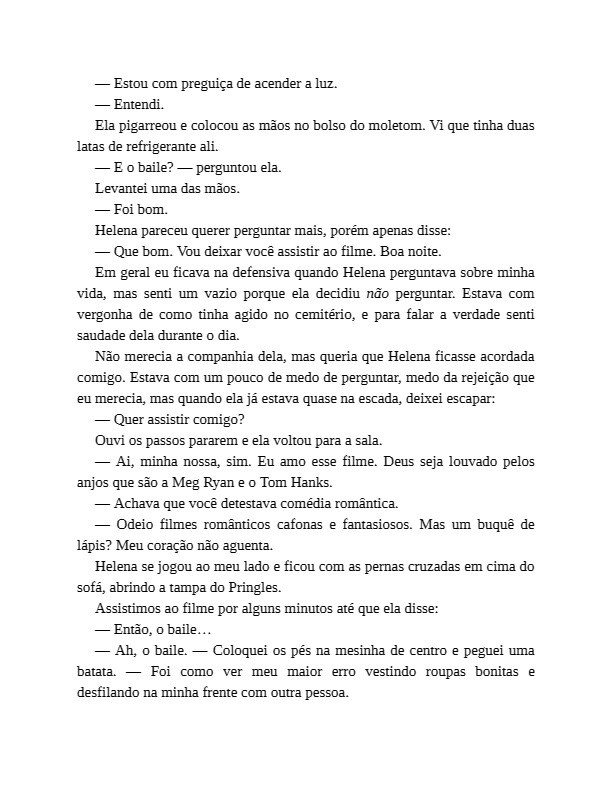 — Estou com preguiça de acender a luz.
— Entendi.
Ela pigarreou e colocou as mãos no bolso do moletom. Vi que tinha duas
latas de refrigerante ali.
— E o baile? — perguntou ela.
Levantei uma das mãos.
— Foi bom.
Helena pareceu querer perguntar mais, porém apenas disse:
— Que bom. Vou deixar você assistir ao filme. Boa noite.
Em geral eu ficava na defensiva quando Helena perguntava sobre minha
vida, mas senti um vazio porque ela decidiu não perguntar. Estava com
vergonha de como tinha agido no cemitério, e para falar a verdade senti
saudade dela durante o dia.
Não merecia a companhia dela, mas queria que Helena ficasse acordada
comigo. Estava com um pouco de medo de perguntar, medo da rejeição que
eu merecia, mas quando ela já estava quase na escada, deixei escapar:
— Quer assistir comigo?
Ouvi os passos pararem e ela voltou para a sala.
— Ai, minha nossa, sim. Eu amo esse filme. Deus seja louvado pelos
anjos que são a Meg Ryan e o Tom Hanks.
— Achava que você detestava comédia romântica.
— Odeio filmes românticos cafonas e fantasiosos. Mas um buquê de
lápis? Meu coração não aguenta.
Helena se jogou ao meu lado e ficou com as pernas cruzadas em cima do
sofá, abrindo a tampa do Pringles.
Assistimos ao filme por alguns minutos até que ela disse:
— Então, o baile…
— Ah, o baile. — Coloquei os pés na mesinha de centro e peguei uma
batata. — Foi como ver meu maior erro vestindo roupas bonitas e
desfilando na minha frente com outra pessoa.